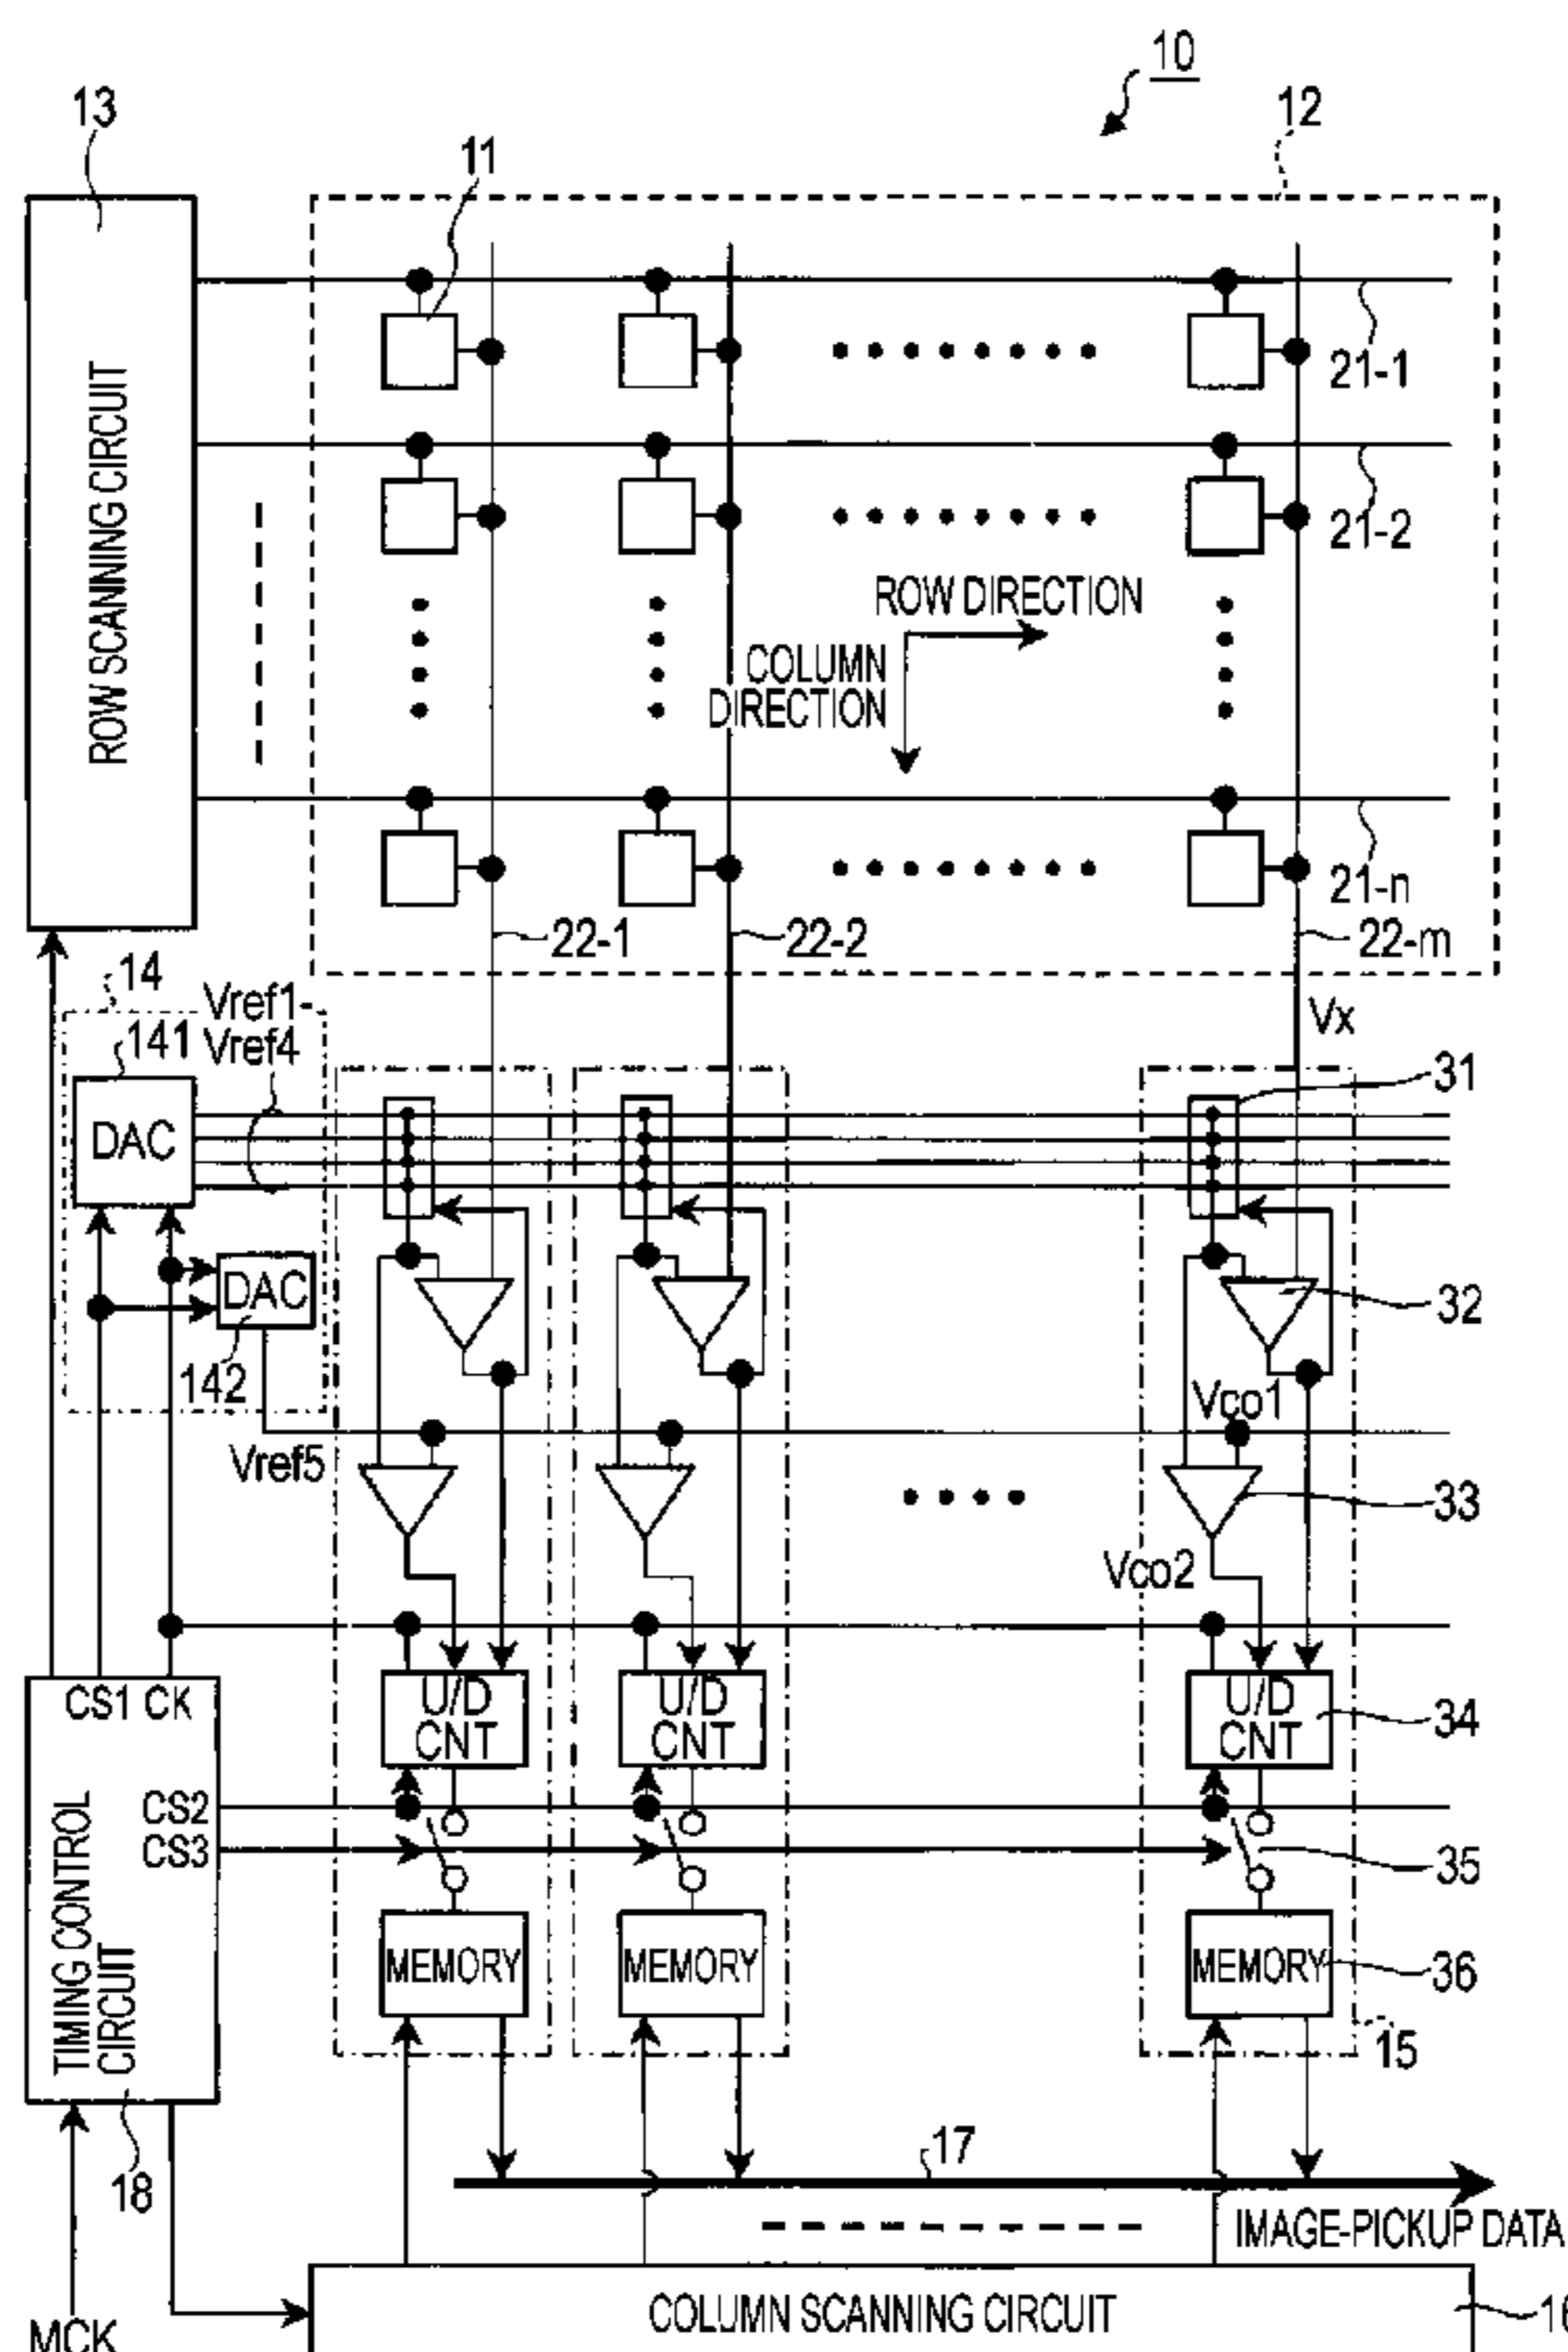 10
13
12
11
ROW SCANNING CIRCUIT
21-1
21-2
ROW DIRECTION
COLUMN
DIRECTION
21-n
22-1
22-2
22-m
14
Vref1-
Vref4
Vx
141
31
DAC
DAC
32
142
Vco1
Vref5
33
Vco2
CS1 CK
U/D
CNT
U/D
CNT
U/D
CNT
34
CS2
CS3
35
TIMING CONTROL
CIRCUIT
MEMORY
MEMORY
MEMORY
36
15
18
17
IMAGE-PICKUP DATA
COLUMN SCANNING CIRCUIT
MCK